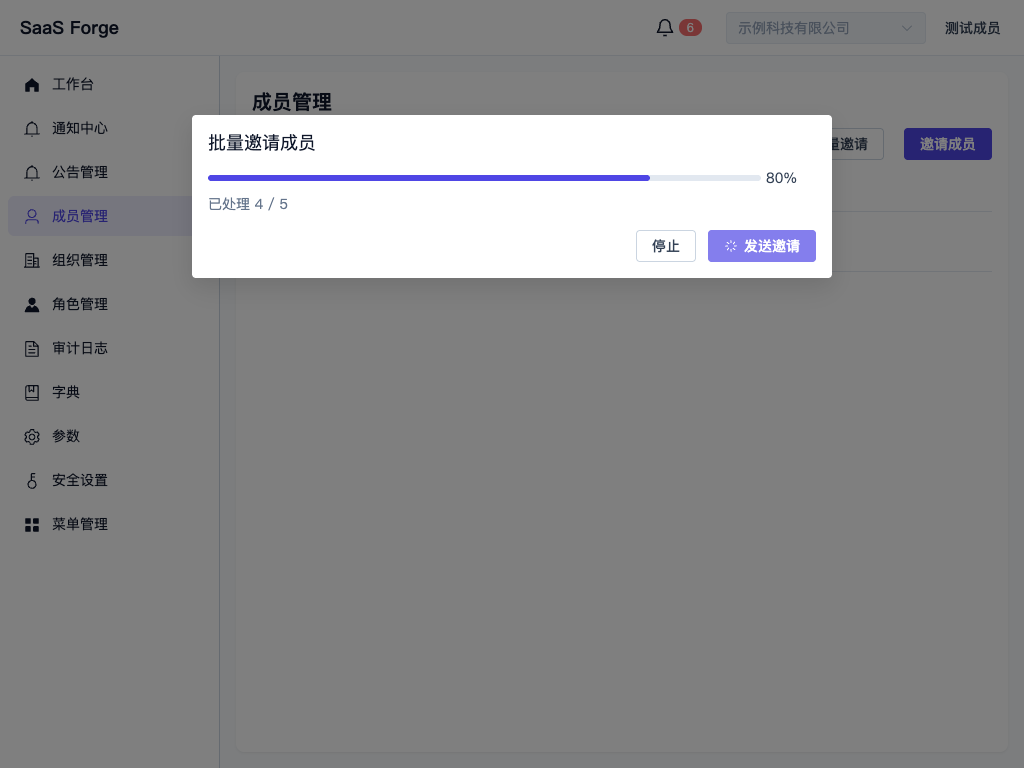 SaaS Forge
6
示例科技有限公司
测试成员
工作台
通知中心
公告管理
成员管理
组织管理
角色管理
审计日志
字典
参数
安全设置
菜单管理
成员管理
量邀请
邀请成员
批量邀请成员
80%
已处理 4 / 5
停止
发送邀请